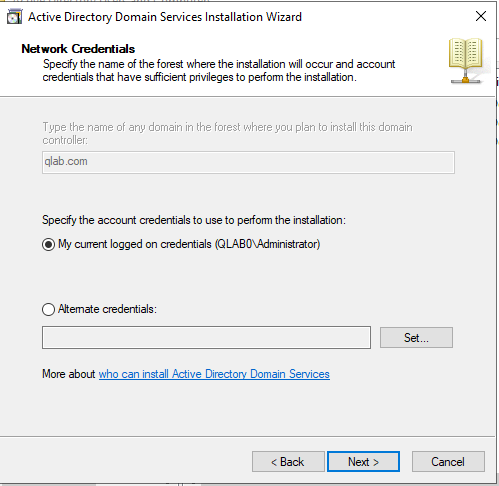 Active Directory Domain Services Installation Wizard
Network Credentials
Specify the name of the forest where the installation will occur and account
credentials that have sufficient privileges to perform the installation.
Type the name of any domain in the forest where you plan to install this domain
controller:
qlab.com
Specify the account credentials to use to perform the installation:
My current logged on credentials (QLAB0\Administrator)
Alternate credentials:
Set...
More about who can install Active Directory Domain Services
< Back
Next >
Cancel